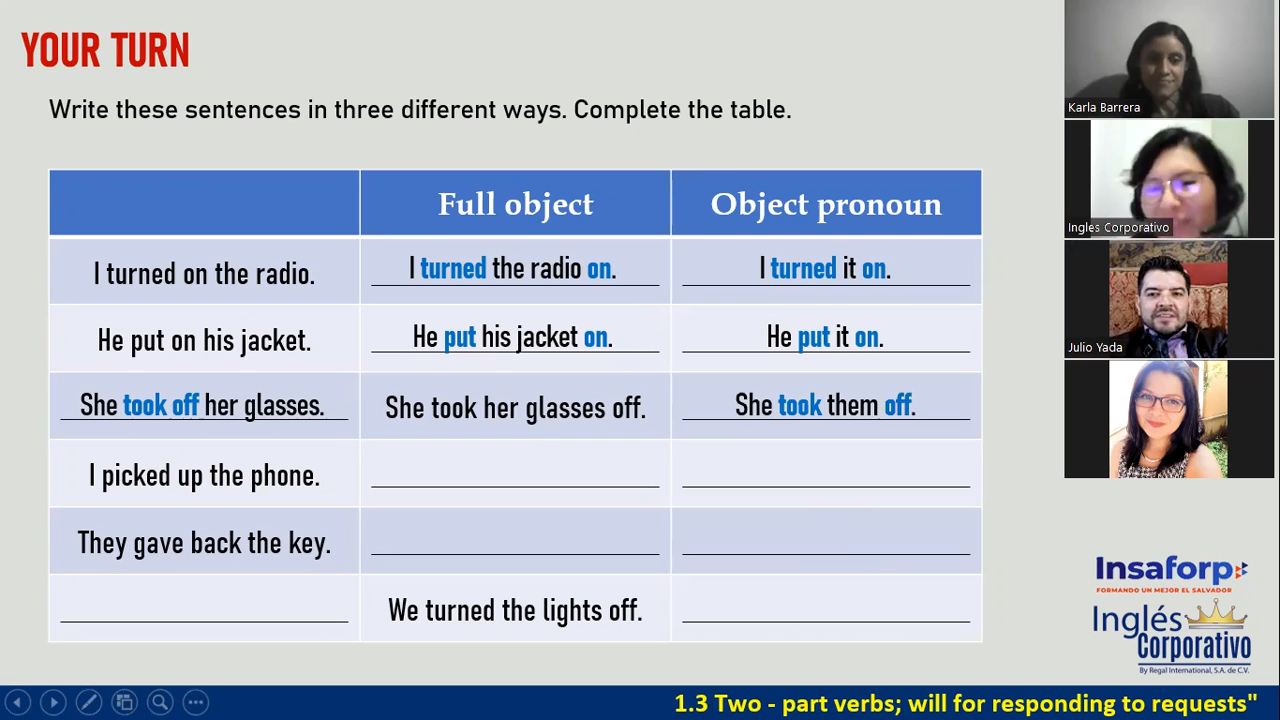 YOUR TURN
Write these sentences in three different ways. Complete the table.
Full object
Object pronoun
I turned on the radio.
I turned the radio on.
I turned it on.
He put on his jacket.
He put his jacket on.
He put it on.
She took off her glasses.
She took her glasses off.
She took them off.
I picked up the phone.
They gave back the key.
We turned the lights off.
Karla Barrera
Ingles Corporativo
Julio Yada
Insaforp
FORMANDO UN MEJOR EL SALVADOR
Inglés
Corporativo
By Regal International, S.A. de C.V.
1.3 Two - part verbs; will for responding to requests"